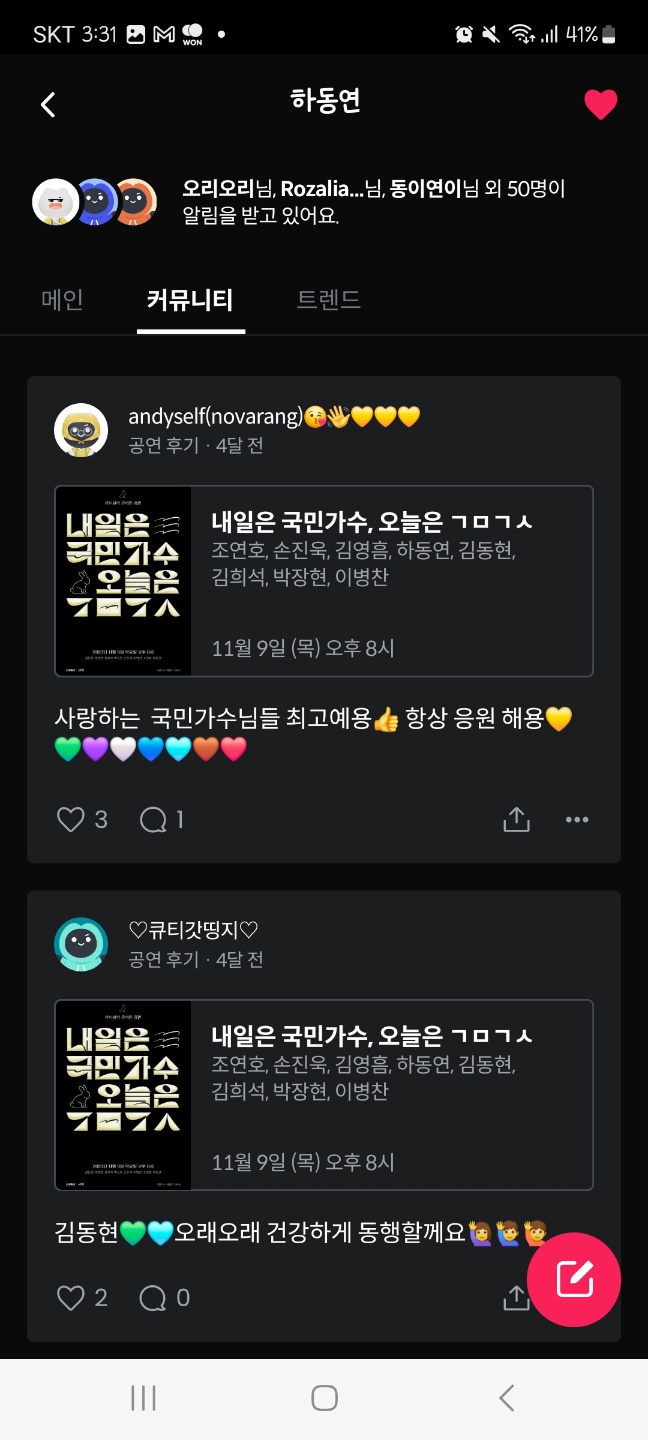 SKT 3:31
WON
41%
하동연
오리오리님, Rozalia...님, 동이연이님 외 50명이
알림을 받고 있어요.
메인 커뮤니티 트렌드
andyself(novarang)😘👋💛💛💛
공연 후기 · 4달 전
내일은
국민가수
오늘은
ㄱㅁㄱㅅ
내일은 국민가수, 오늘은 ㄱㅁㄱㅅ
조연호, 손진욱, 김영흠, 하동연, 김동현,
김희석, 박장현, 이병찬
11월 9일 (목) 오후 8시
사랑하는 국민가수님들 최고예용👍 항상 응원 해용💛
💚💜🤍💙🩵🤎❤️
3 1
♡큐티갓띵지♡
공연 후기 · 4달 전
내일은
국민가수
오늘은
ㄱㅁㄱㅅ
내일은 국민가수, 오늘은 ㄱㅁㄱㅅ
조연호, 손진욱, 김영흠, 하동연, 김동현,
김희석, 박장현, 이병찬
11월 9일 (목) 오후 8시
김동현💚🩵오래오래 건강하게 동행할께요🙋‍♀️🙋‍♂️🙋
2 0